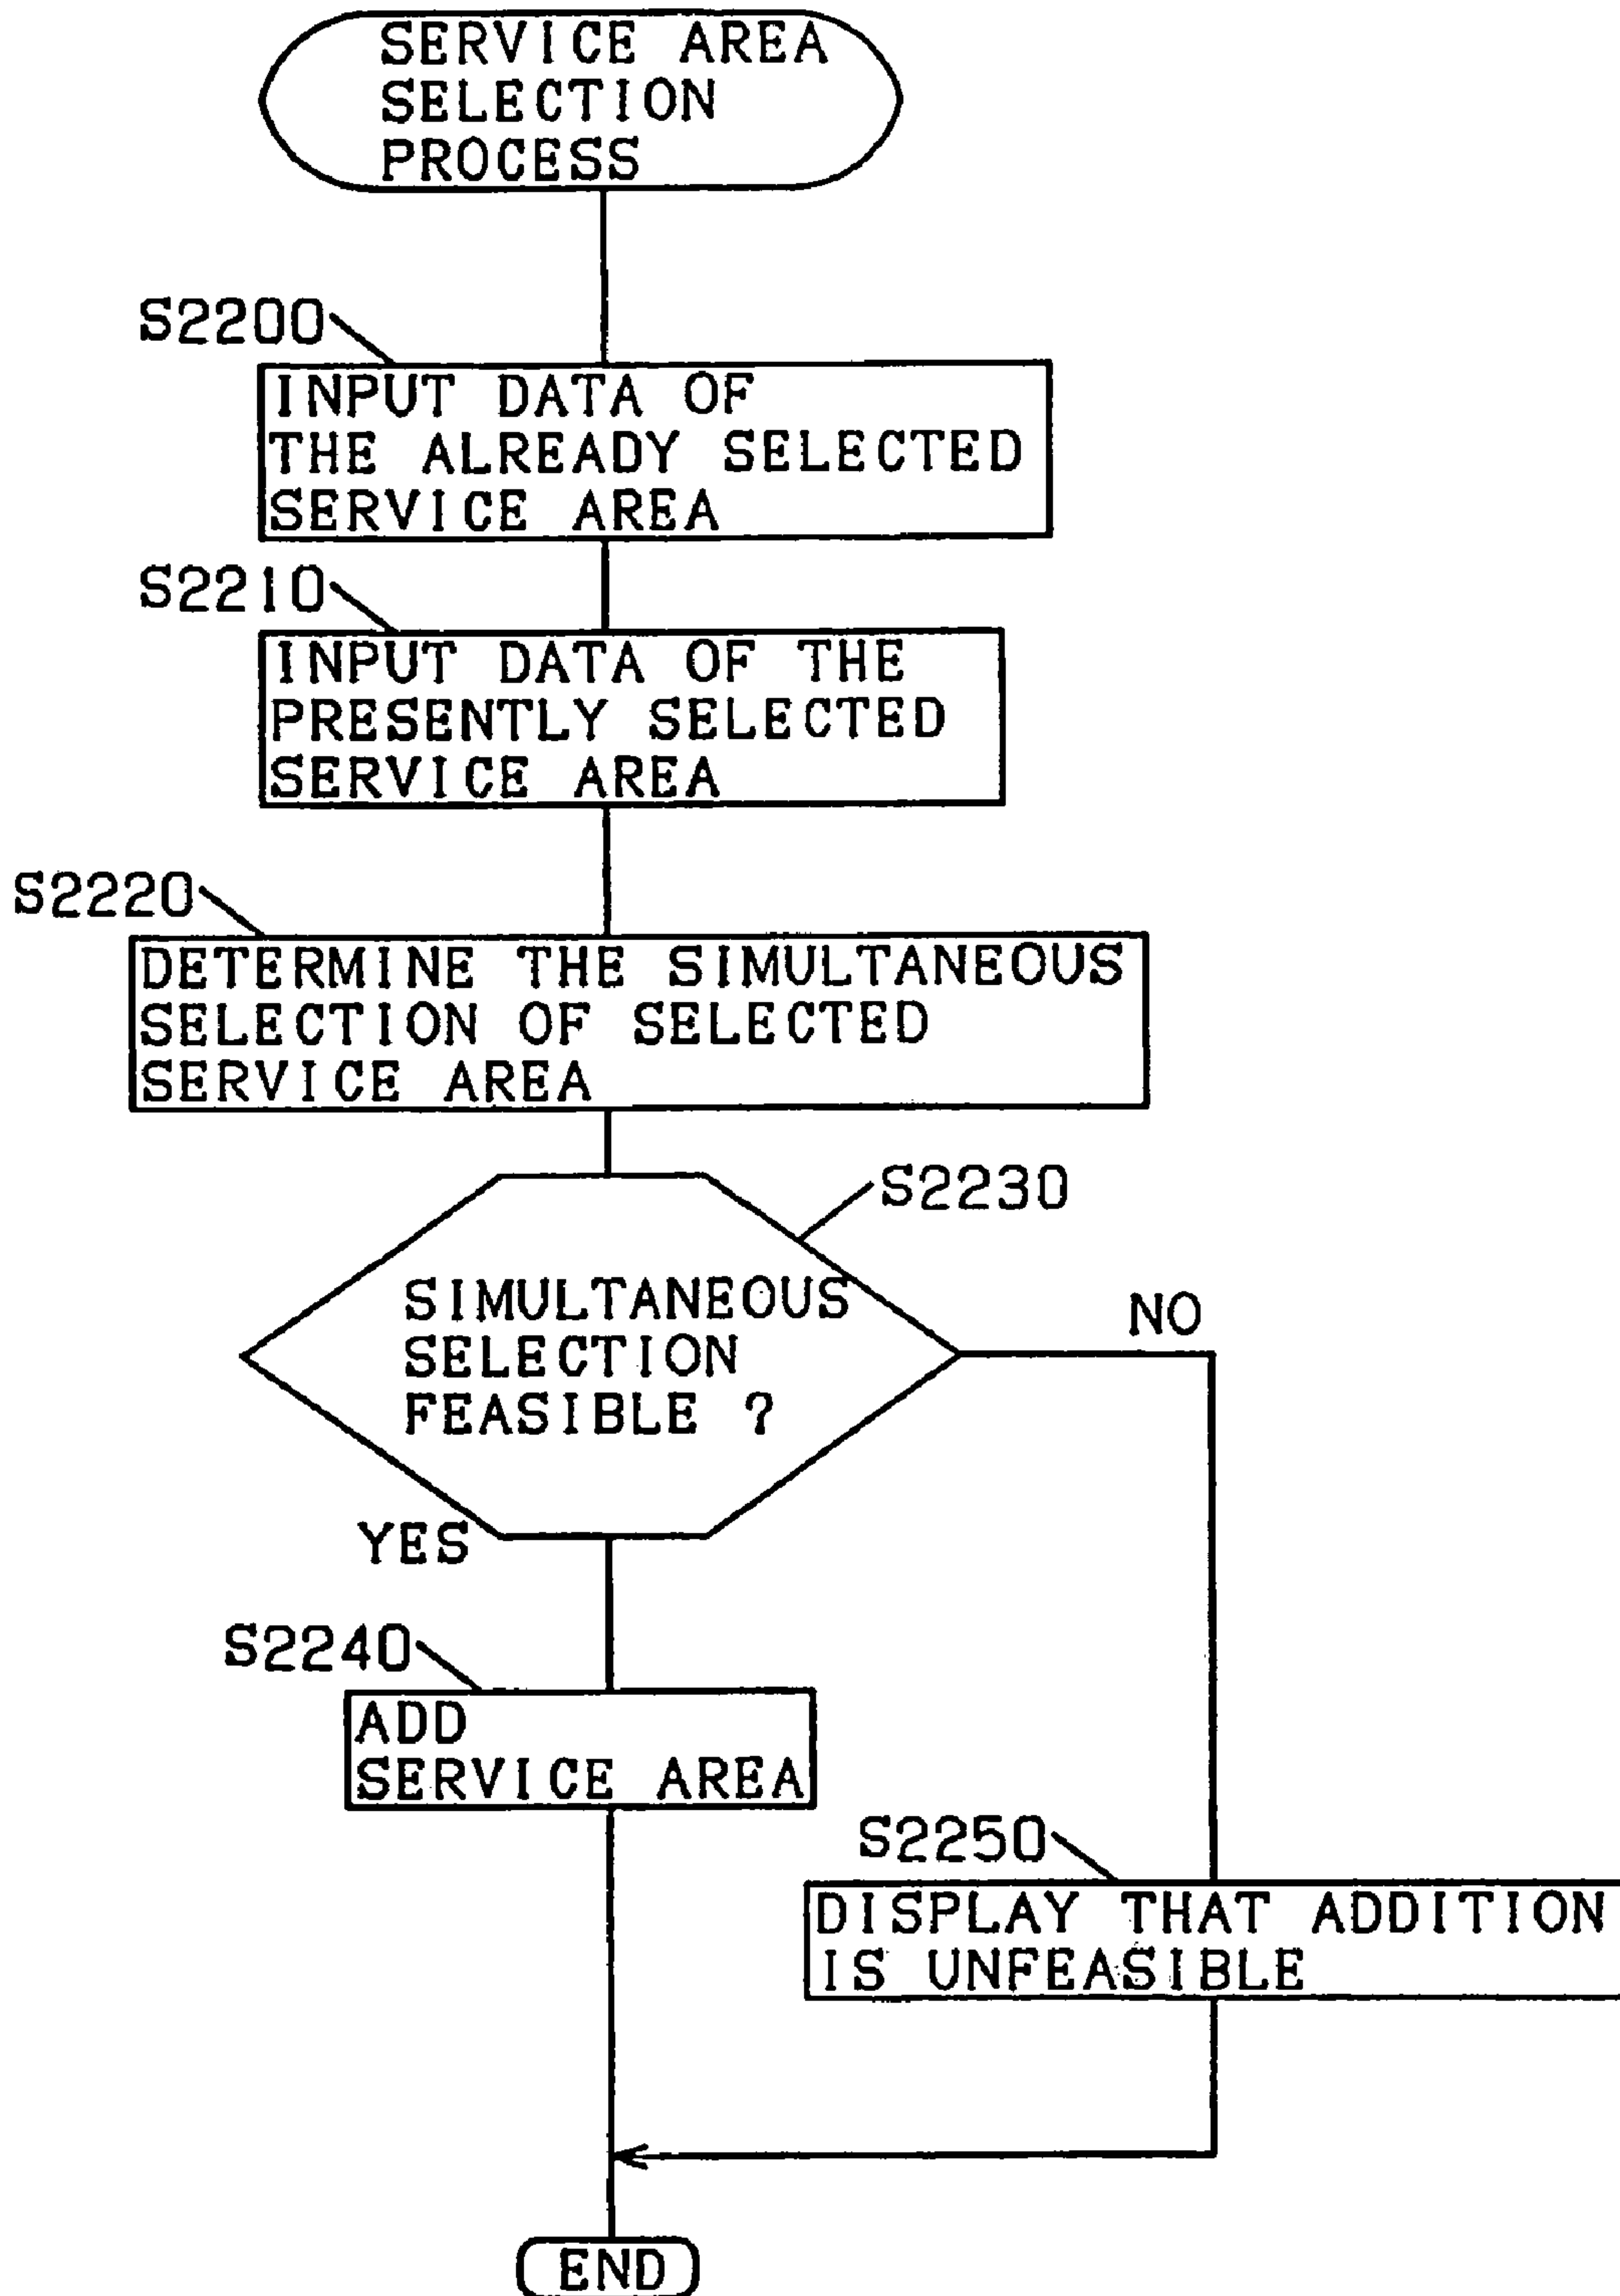 SERVICE AREA
SELECTION
PROCESS
S2200
INPUT DATA OF
THE ALREADY SELECTED
SERVICE AREA
S2210
INPUT DATA OF THE
PRESENTLY SELECTED
SERVICE AREA
S2220
DETERMINE THE SIMULTANEOUS
SELECTION OF SELECTED
SERVICE AREA
S2230
SIMULTANEOUS
SELECTION
FEASIBLE ?
NO
YES
S2240
ADD
SERVICE AREA
S2250
DISPLAY THAT ADDITION
IS UNFEASIBLE
END